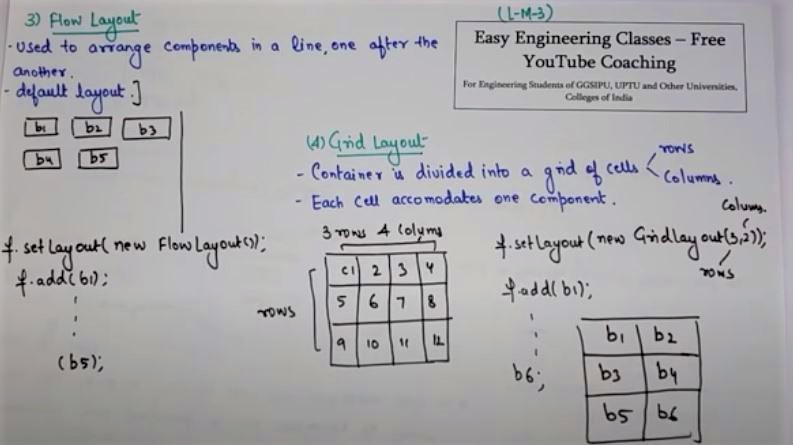 3) Flow Layout
- Used to arrange components in a line, one after the
another.
- default layout.]
b1 b2 b3
b4 b5
f.setLayout(new FlowLayout());
f.add(b1);
(b5);
(L-M-3)
Easy Engineering Classes – Free
YouTube Coaching
For Engineering Students of GGSIPU, UPTU and Other Universities,
Colleges of India
(4) Grid Layout
- Container is divided into a grid of cells rows
Columns.
- Each Cell accomodates one component.
3 rows 4 Colums
rows
C1 2 3 4
5 6 7 8
9 10 11 12
Colums.
f.setLayout(new GridLayout(3,2));
rows
f.add(b1);
b6;
b1 b2
b3 b4
b5 b6